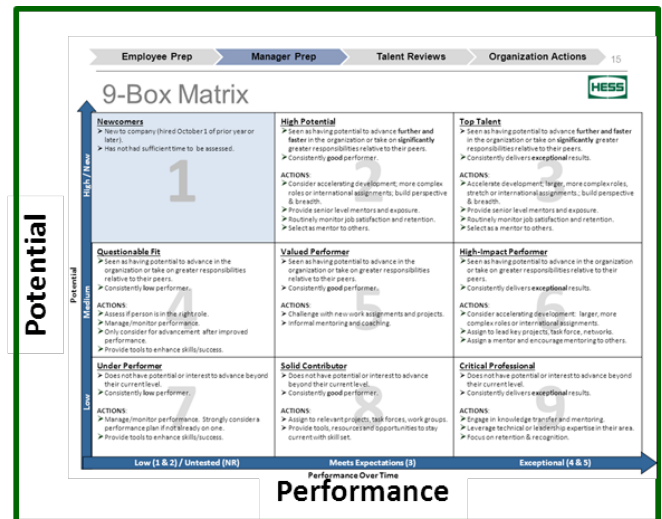 Employee Prep
Manager Prep
Talent Reviews
Organization Actions
15
9-Box Matrix
HESS
Newcomers
➢ New to company (hired October 1 of prior year or
later).
➢ Has not had sufficient time to be assessed.
1
High Potential
➢ Seen as having potential to advance further and
faster in the organization or take on significantly
greater responsibilities relative to their peers.
➢ Consistently good performer.
ACTIONS:
➢ Consider accelerating development; more complex
roles or international assignments; build perspective
& breadth.
➢ Provide senior level mentors and exposure.
➢ Routinely monitor job satisfaction and retention.
➢ Select as mentor to others.
2
Top Talent
➢ Seen as having potential to advance further and faster
in the organization or take on significantly greater
responsibilities relative to their peers.
➢ Consistently delivers exceptional results.
ACTIONS:
➢ Accelerate development; larger, more complex roles,
stretch or international assignments.; build perspective
& breadth.
➢ Provide senior level mentors and exposure.
➢ Routinely monitor job satisfaction and retention.
➢ Select as a mentor to others.
3
Questionable Fit
➢ Seen as having potential to advance in the
organization or take on greater responsibilities
relative to their peers.
➢ Consistently low performer.
ACTIONS:
➢ Assess if person is in the right role.
➢ Manage/monitor performance.
➢ Only consider for advancement after improved
performance.
➢ Provide tools to enhance skills/success.
4
Valued Performer
➢ Seen as having potential to advance in the
organization or take on greater responsibilities
relative to their peers.
➢ Consistently good performer.
ACTIONS:
➢ Challenge with new work assignments and projects.
➢ Informal mentoring and coaching.
5
High-Impact Performer
➢ Seen as having potential to advance in the organization
or take on greater responsibilities relative to their
peers.
➢ Consistently delivers exceptional results.
ACTIONS:
➢ Consider accelerating development: larger, more
complex roles or international assignments.
➢ Assign to lead key projects, task force, networks.
➢ Assign a mentor and encourage mentoring to others.
6
Under Performer
➢ Does not have potential or interest to advance beyond
their current level.
➢ Consistently low performer.
ACTIONS:
➢ Manage/monitor performance. Strongly consider a
performance plan if not already on one.
➢ Provide tools to enhance skills/success.
7
Solid Contributor
➢ Does not have potential or interest to advance
beyond their current level.
➢ Consistently good performer.
ACTIONS:
➢ Assign to relevant projects, task forces, work groups.
➢ Provide tools, resources and opportunities to stay
current with skill set.
8
Critical Professional
➢ Does not have potential or interest to advance beyond
their current level.
➢ Consistently delivers exceptional results.
ACTIONS:
➢ Engage in knowledge transfer and mentoring.
➢ Leverage technical or leadership expertise in their area.
➢ Focus on retention & recognition.
9
High / New
Medium
Low
Potential
Potential
Low (1 & 2) / Untested (NR)
Meets Expectations (3)
Exceptional (4 & 5)
Performance Over Time
Performance